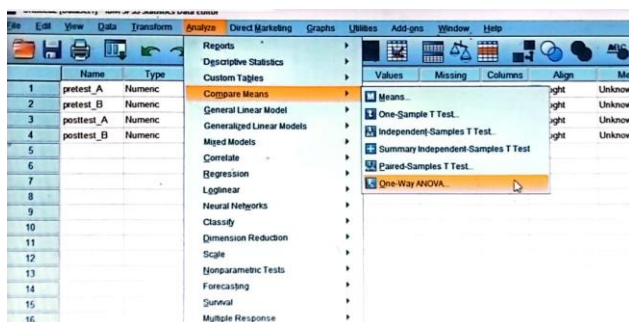 File Edit View Data Transform Analyze Direct Marketing Graphs Utilities Add-ons Window Help
Reports
Descriptive Statistics
Custom Tables
Compare Means
General Linear Model
Generalized Linear Models
Mixed Models
Correlate
Regression
Loglinear
Neural Networks
Classify
Dimension Reduction
Scale
Nonparametric Tests
Forecasting
Survival
Multiple Response
Means...
One-Sample T Test...
Independent-Samples T Test...
Summary Independent-Samples T Test
Paired-Samples T Test...
One-Way ANOVA...
Name Type Values Missing Columns Align
1 pretest_A Numeric
2 pretest_B Numeric
3 posttest_A Numeric
4 posttest_B Numeric
5
6
7
8
9
10
11
12
13
14
15
16